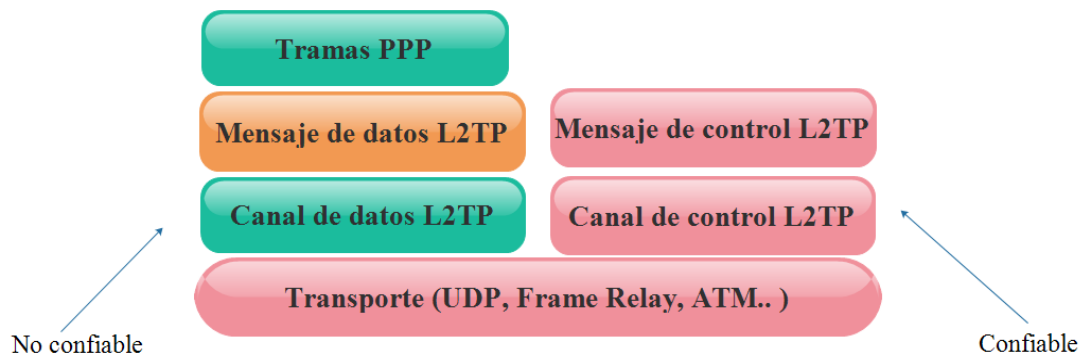 Tramas PPP
Mensaje de datos L2TP
Mensaje de control L2TP
Canal de datos L2TP
Canal de control L2TP
Transporte (UDP, Frame Relay, ATM.. )
No confiable
Confiable